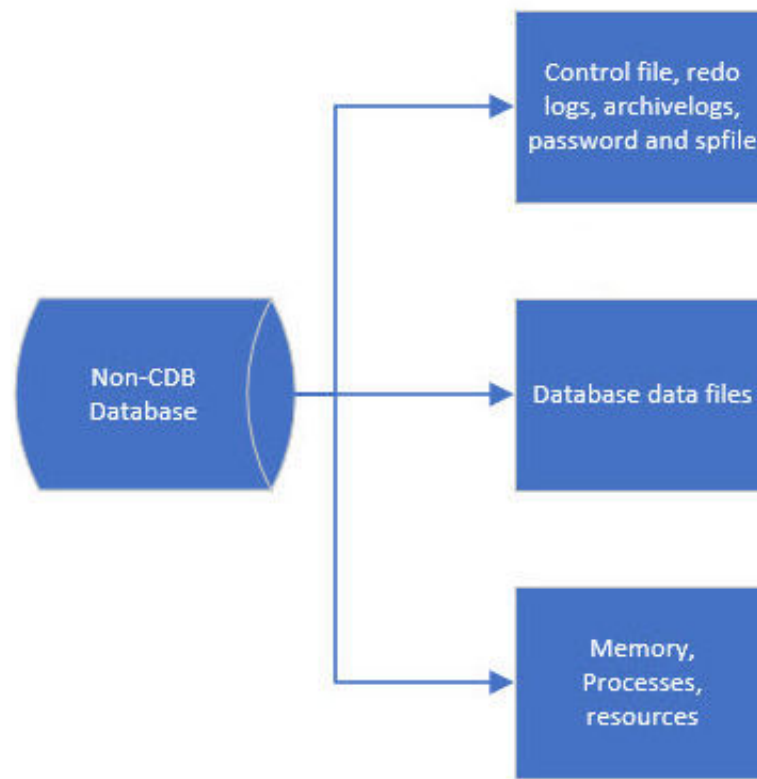 Control file, redo
logs, archivelogs,
password and spfile
Non-CDB
Database
Database data files
Memory,
Processes,
resources